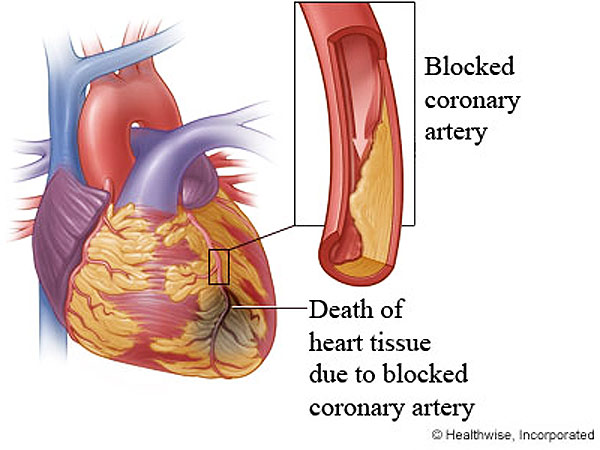 Blocked
coronary
artery
Death of
heart tissue
due to blocked
coronary artery
© Healthwise, Incorporated